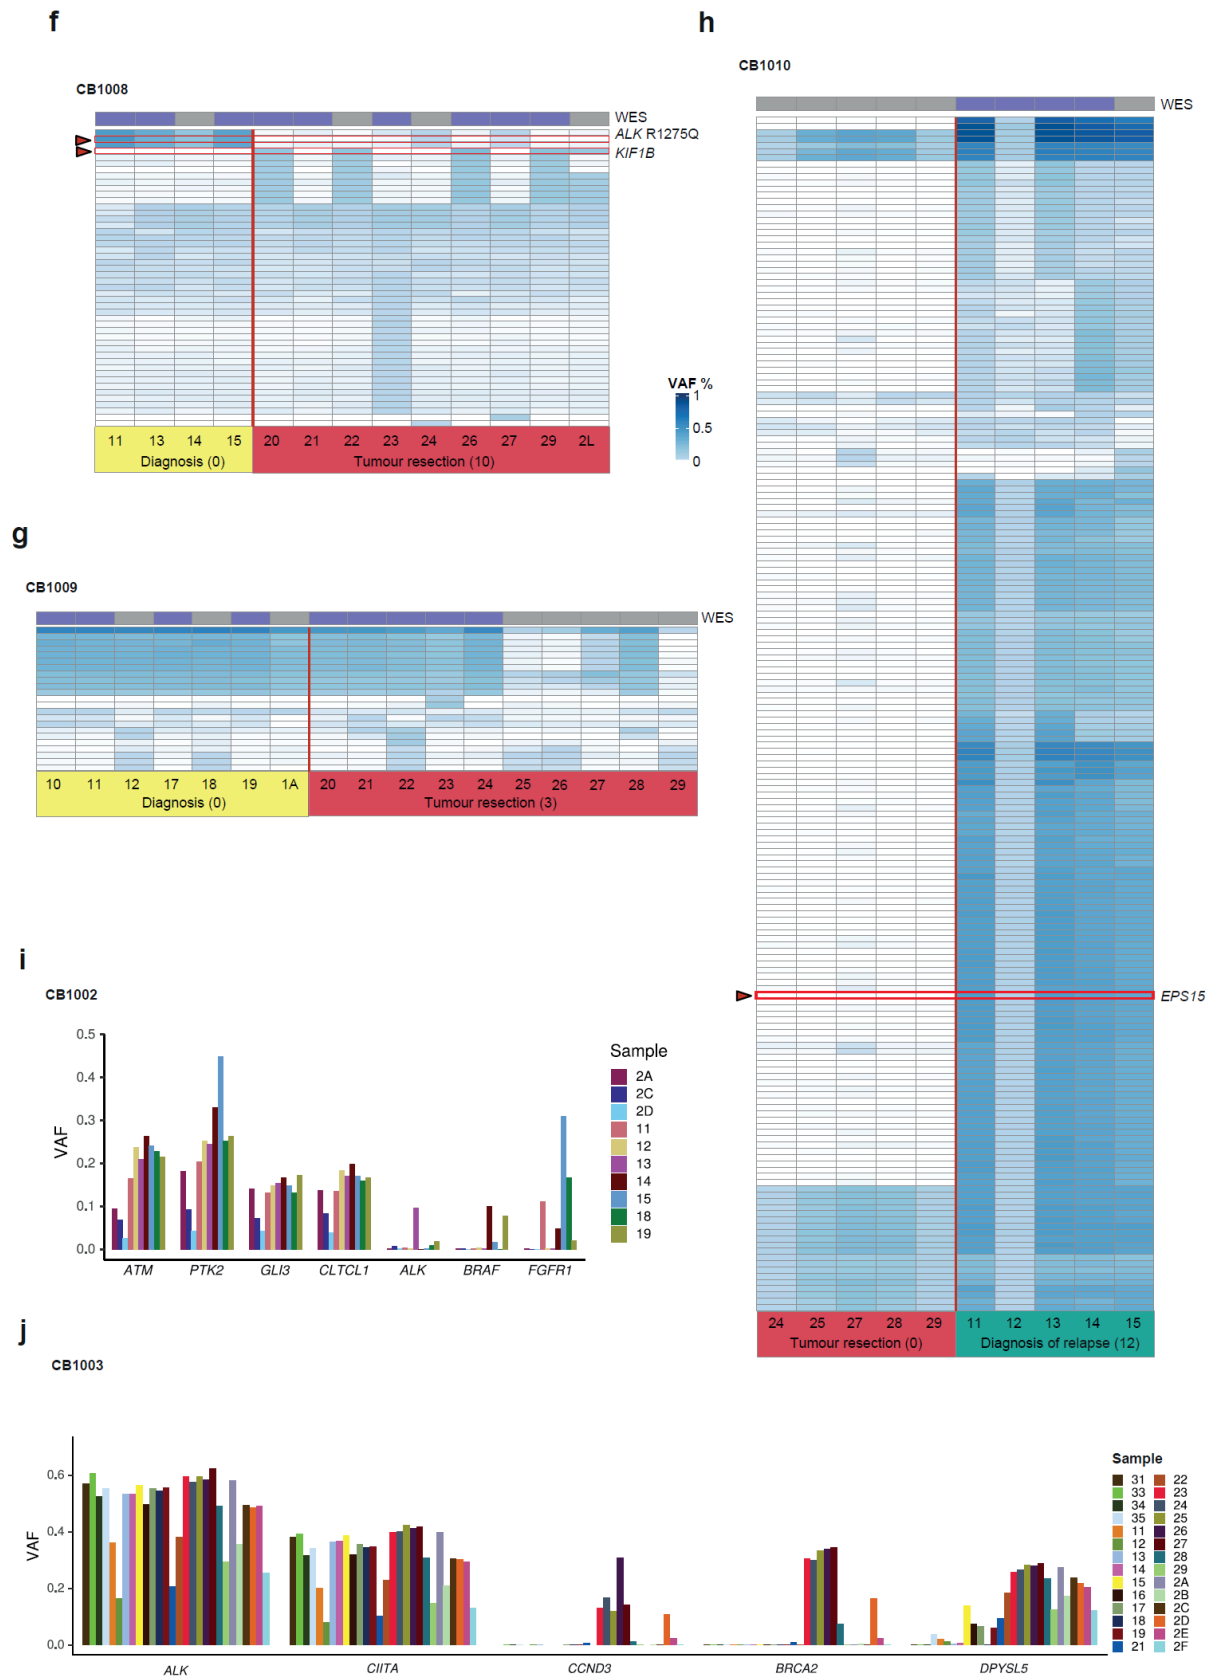 f
CB1008
WES
ALK R1275Q
KIF1B
11 13 14 15 20 21 22 23 24 26 27 29 2L
Diagnosis (0) Tumour resection (10)
VAF %
1
0.5
0
g
CB1009
WES
10 11 12 17 18 19 1A 20 21 22 23 24 25 26 27 28 29
Diagnosis (0) Tumour resection (3)
h
CB1010
WES
EPS15
24 25 27 28 29 11 12 13 14 15
Tumour resection (0) Diagnosis of relapse (12)
i
CB1002
VAF
0.5
0.4
0.3
0.2
0.1
0.0
ATM PTK2 GLI3 CLTCL1 ALK BRAF FGFR1
Sample
2A
2C
2D
11
12
13
14
15
18
19
j
CB1003
VAF
0.6
0.4
0.2
0.0
ALK CIITA CCND3 BRCA2 DPYSL5
Sample
31 22
33 23
34 24
35 25
11 26
12 27
13 28
14 29
15 2A
16 2B
17 2C
18 2D
19 2E
21 2F